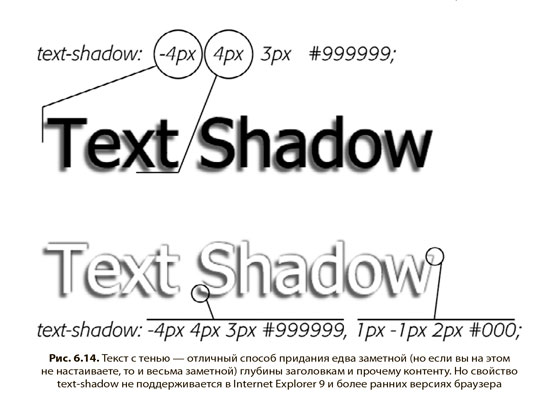 text-shadow: -4px 4px 3px #999999;
Text Shadow
Text Shadow
text-shadow: -4px 4px 3px #999999, 1px -1px 2px #000;
Рис. 6.14. Текст с тенью — отличный способ придания едва заметной (но если вы на этом
не настаиваете, то и весьма заметной) глубины заголовкам и прочему контенту. Но свойство
text-shadow не поддерживается в Internet Explorer 9 и более ранних версиях браузера